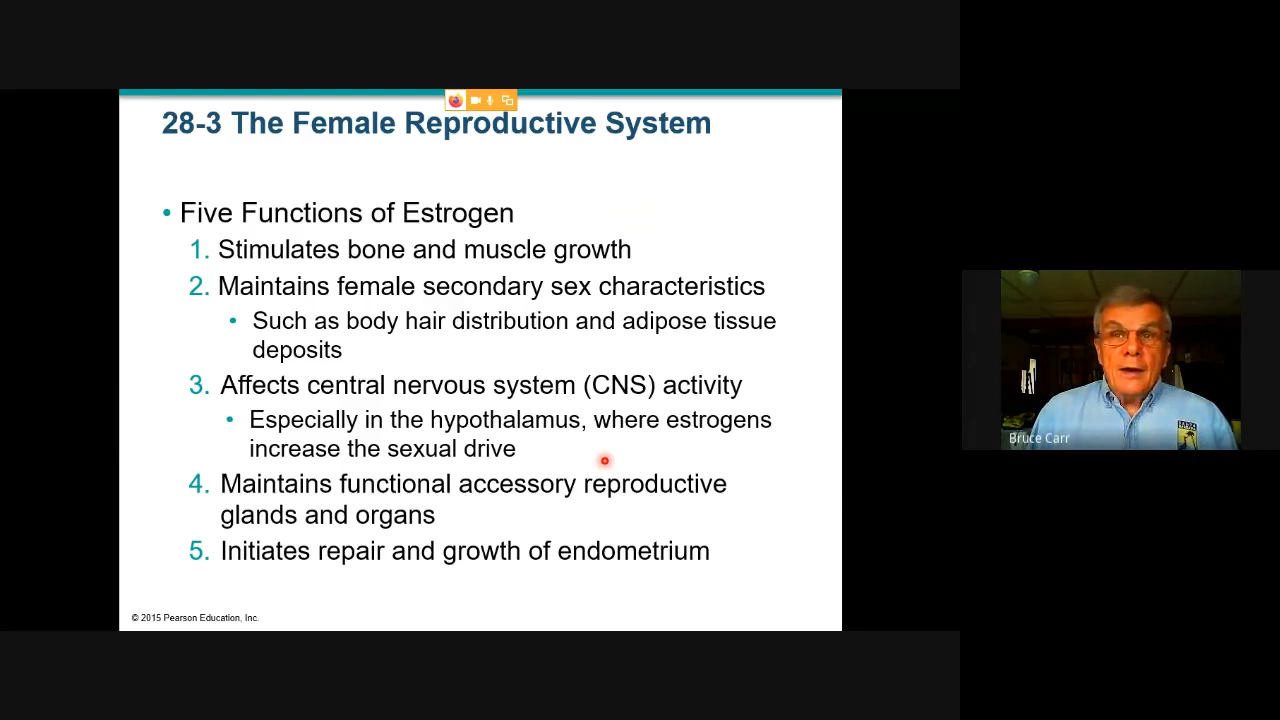 28-3 The Female Reproductive System
• Five Functions of Estrogen
1. Stimulates bone and muscle growth
2. Maintains female secondary sex characteristics
• Such as body hair distribution and adipose tissue
deposits
3. Affects central nervous system (CNS) activity
• Especially in the hypothalamus, where estrogens
increase the sexual drive
4. Maintains functional accessory reproductive
glands and organs
5. Initiates repair and growth of endometrium
© 2015 Pearson Education, Inc.
Bruce Carr